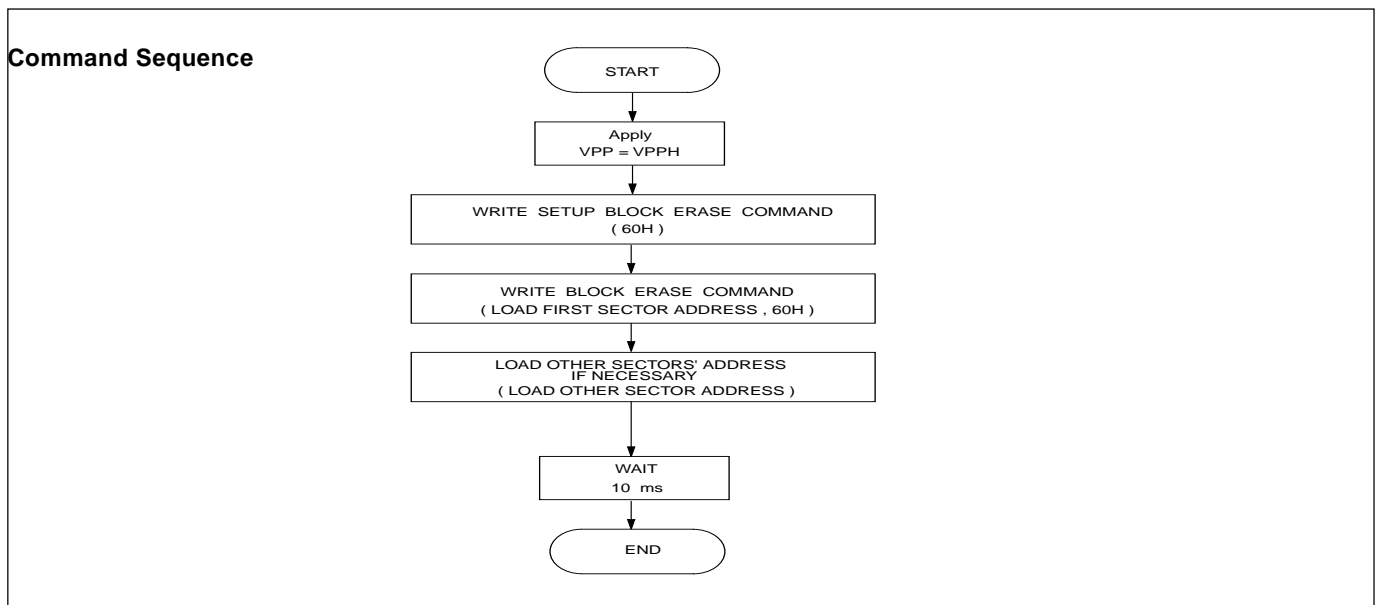 Command Sequence
START
Apply
VPP = VPPH
WRITE SETUP BLOCK ERASE COMMAND
( 60H )
WRITE BLOCK ERASE COMMAND
( LOAD FIRST SECTOR ADDRESS , 60H )
LOAD OTHER SECTORS' ADDRESS
IF NECESSARY
( LOAD OTHER SECTOR ADDRESS )
WAIT
10 ms
END